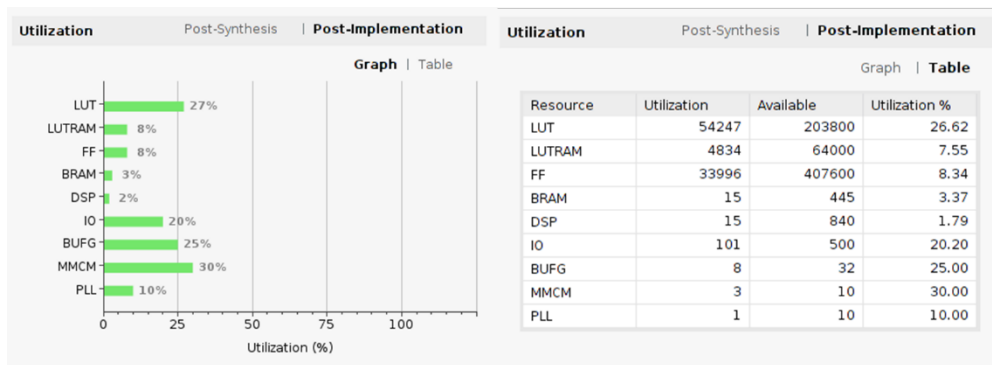 Utilization Post-Synthesis | Post-Implementation
Graph | Table
LUT 27%
LUTRAM 8%
FF 8%
BRAM 3%
DSP 2%
IO 20%
BUFG 25%
MMCM 30%
PLL 10%
0 25 50 75 100
Utilization (%)
Utilization Post-Synthesis | Post-Implementation
Graph | Table
Resource Utilization Available Utilization %
LUT 54247 203800 26.62
LUTRAM 4834 64000 7.55
FF 33996 407600 8.34
BRAM 15 445 3.37
DSP 15 840 1.79
IO 101 500 20.20
BUFG 8 32 25.00
MMCM 3 10 30.00
PLL 1 10 10.00